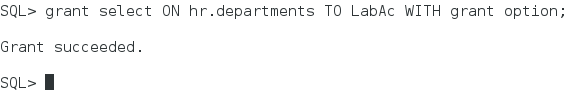 SQL> grant select ON hr.departments TO LabAc WITH grant option;
Grant succeeded.
SQL>